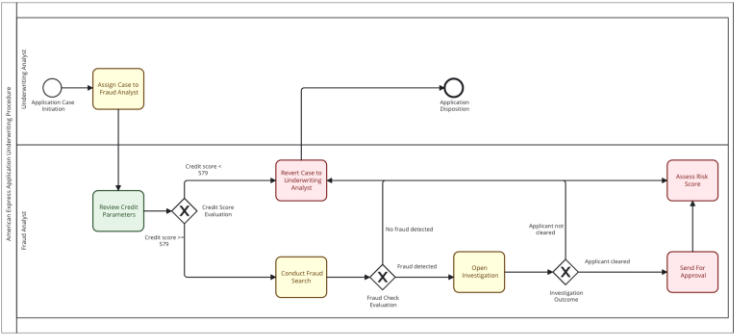 American Express Application Underwriting Procedure
Underwriting Analyst
Application Case
Initiation
Assign Case to
Fraud Analyst
Application
Disposition
Fraud Analyst
Review Credit
Parameters
Credit score <
579
Credit Score
Evaluation
Credit score >=
579
Revert Case to
Underwriting
Analyst
Conduct Fraud
Search
No fraud detected
Fraud detected
Fraud Check
Evaluation
Open
Investigation
Applicant not
cleared
Applicant cleared
Investigation
Outcome
Assess Risk
Score
Send For
Approval